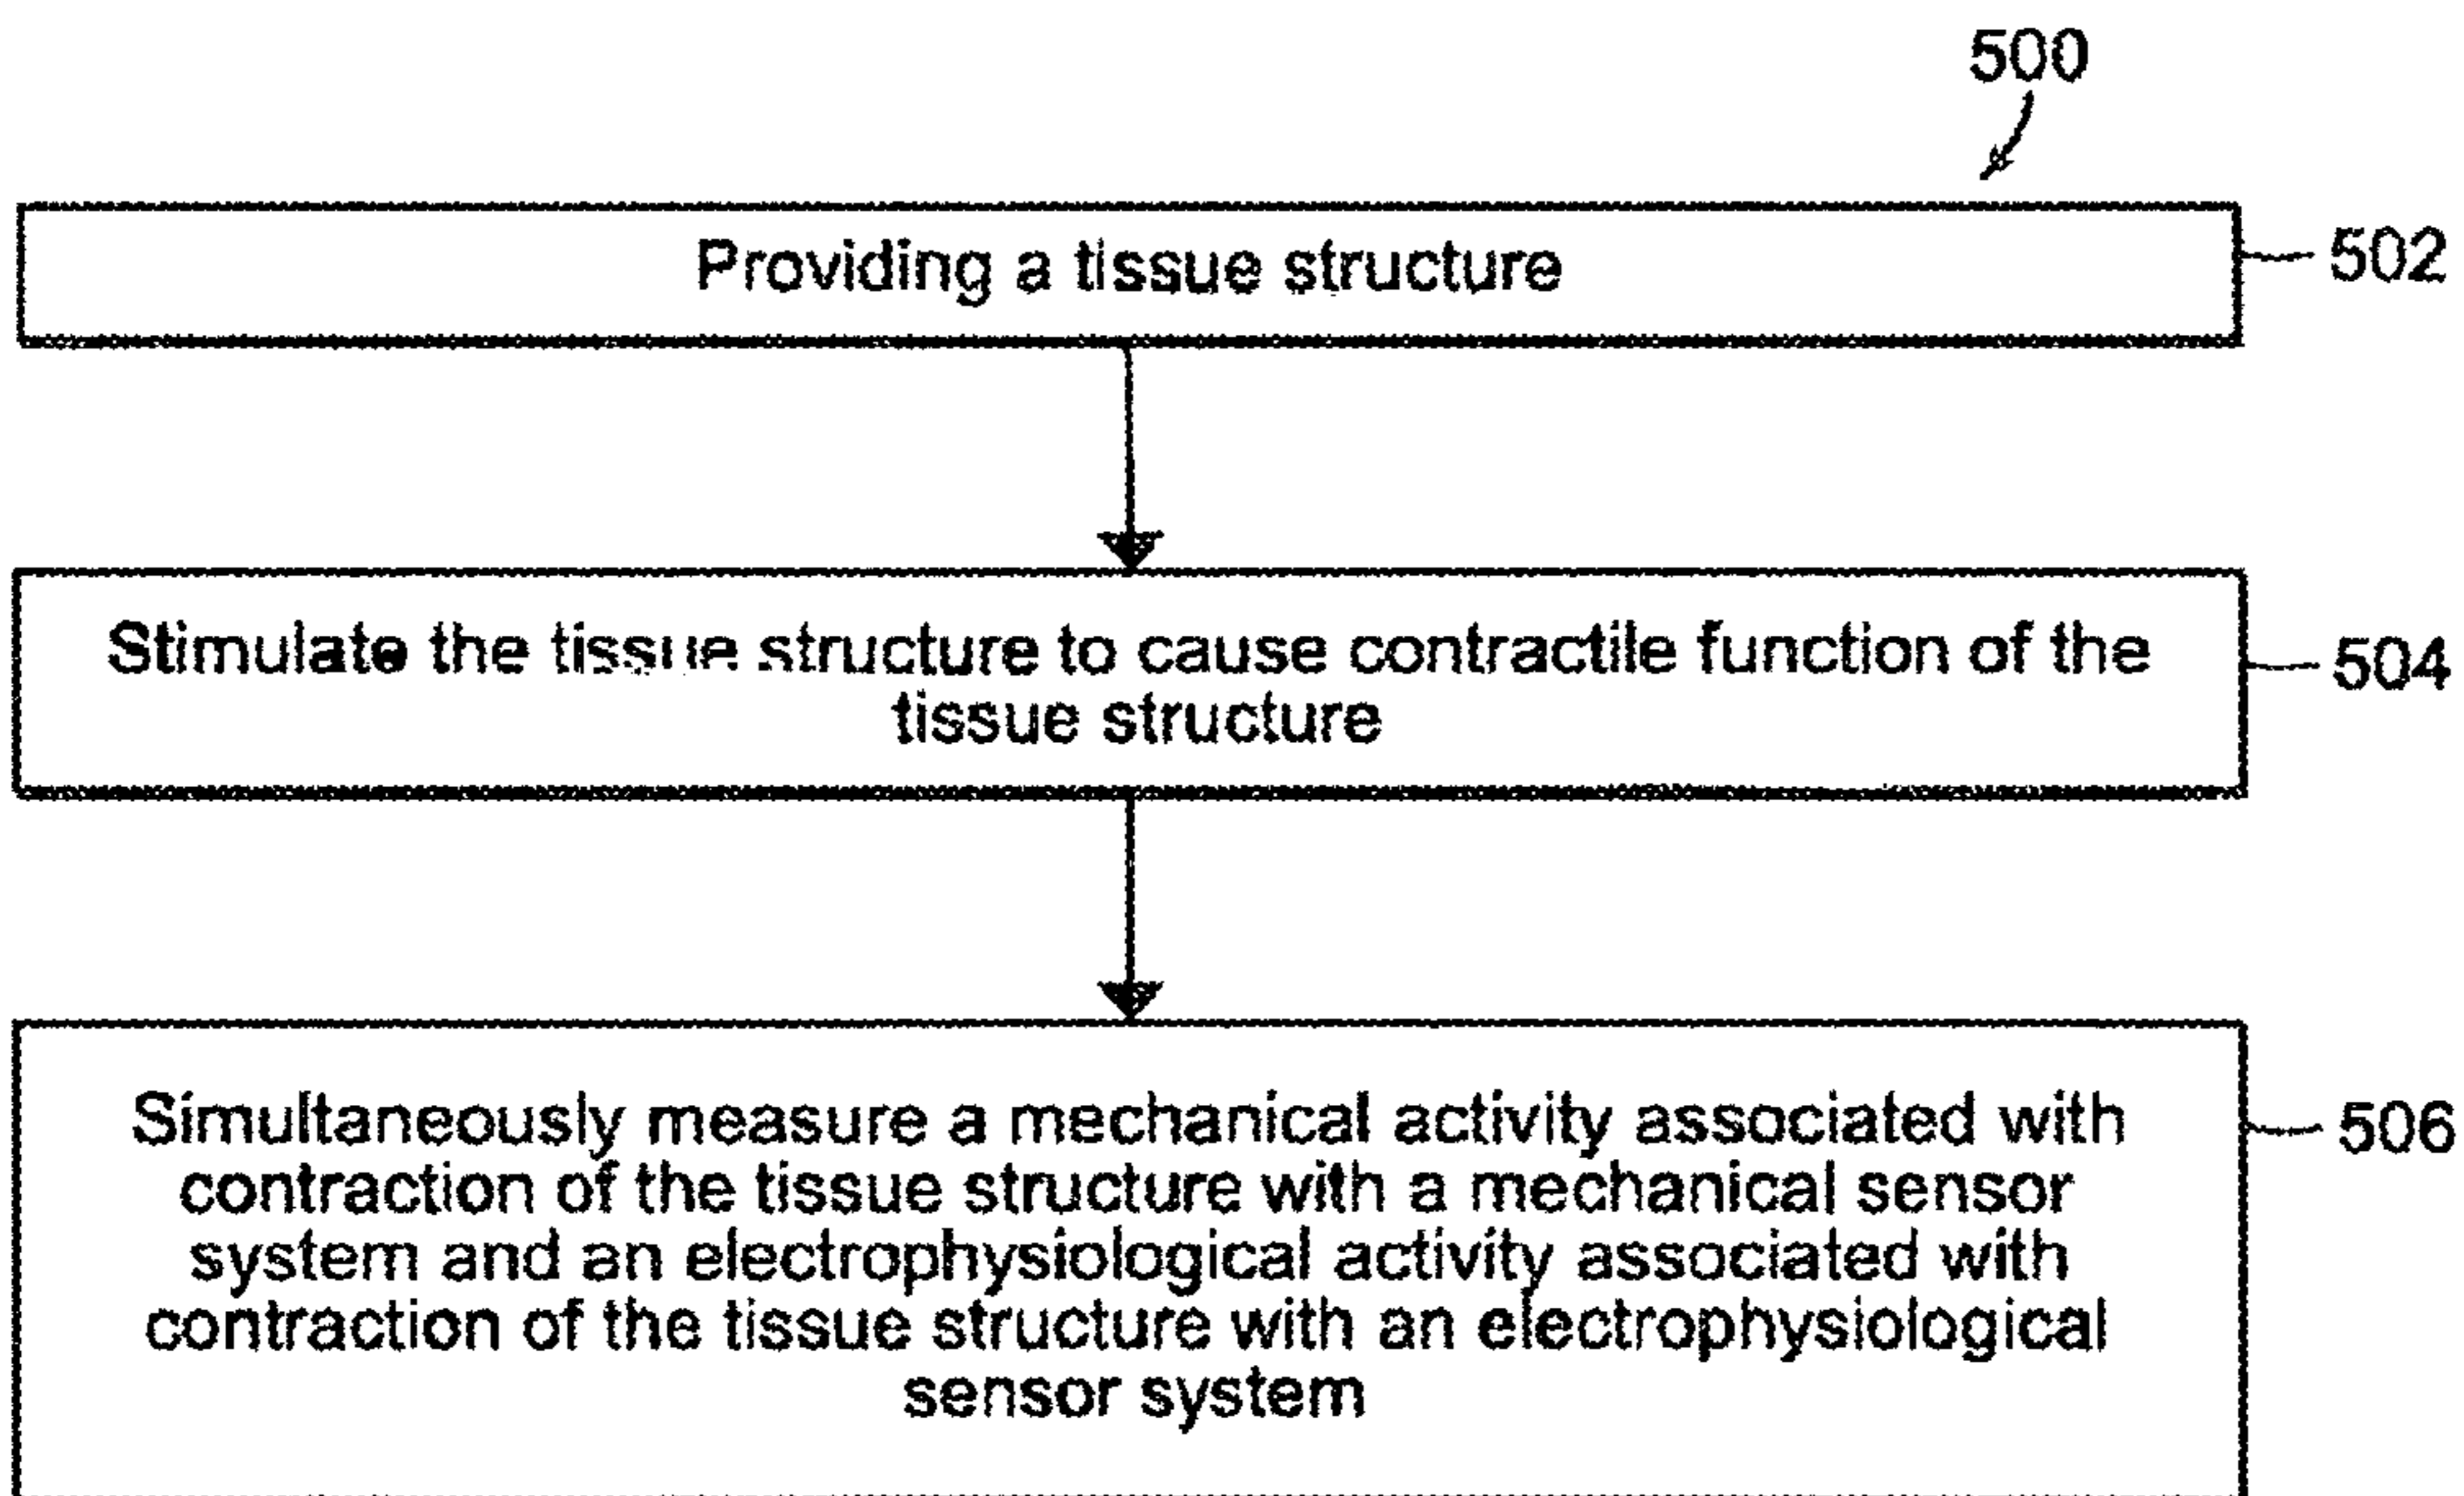 500
Providing a tissue structure
502
Stimulate the tissue structure to cause contractile function of the
tissue structure
504
Simultaneously measure a mechanical activity associated with
contraction of the tissue structure with a mechanical sensor
system and an electrophysiological activity associated with
contraction of the tissue structure with an electrophysiological
sensor system
506